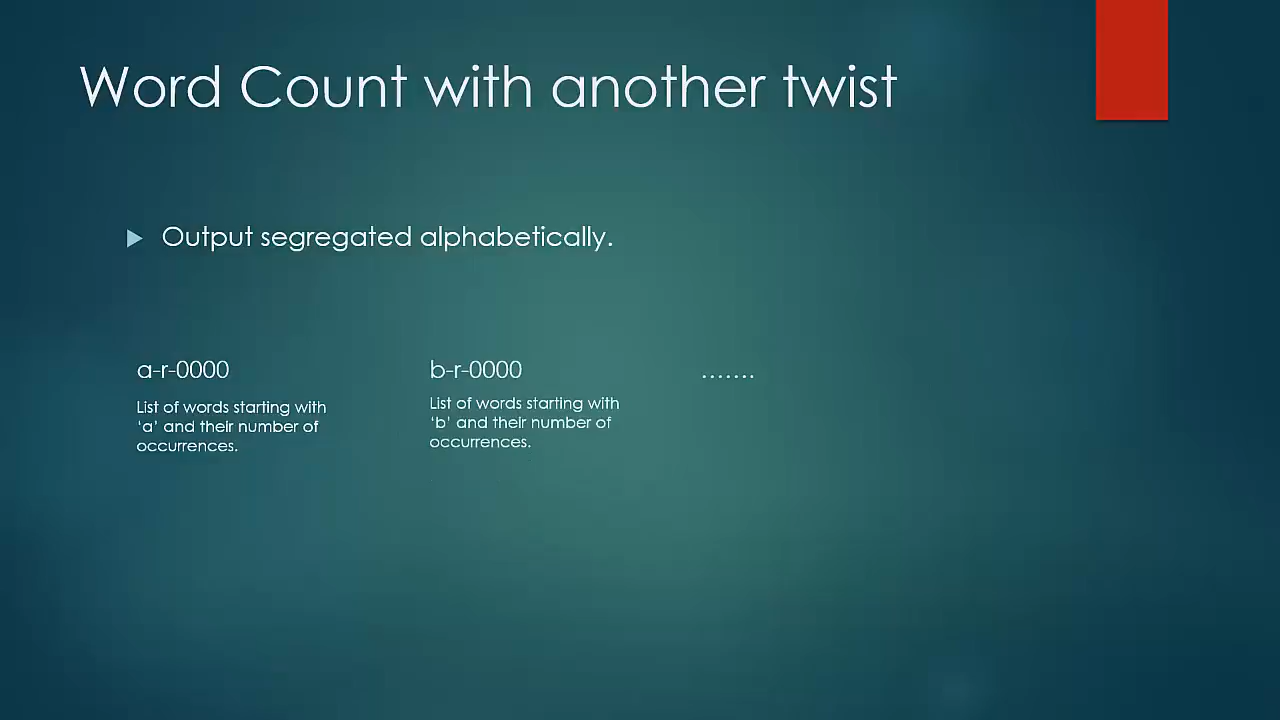 Word Count with another twist
Output segregated alphabetically.
a-r-0000
List of words starting with
‘a’ and their number of
occurrences.
b-r-0000
List of words starting with
‘b’ and their number of
occurrences.
.......